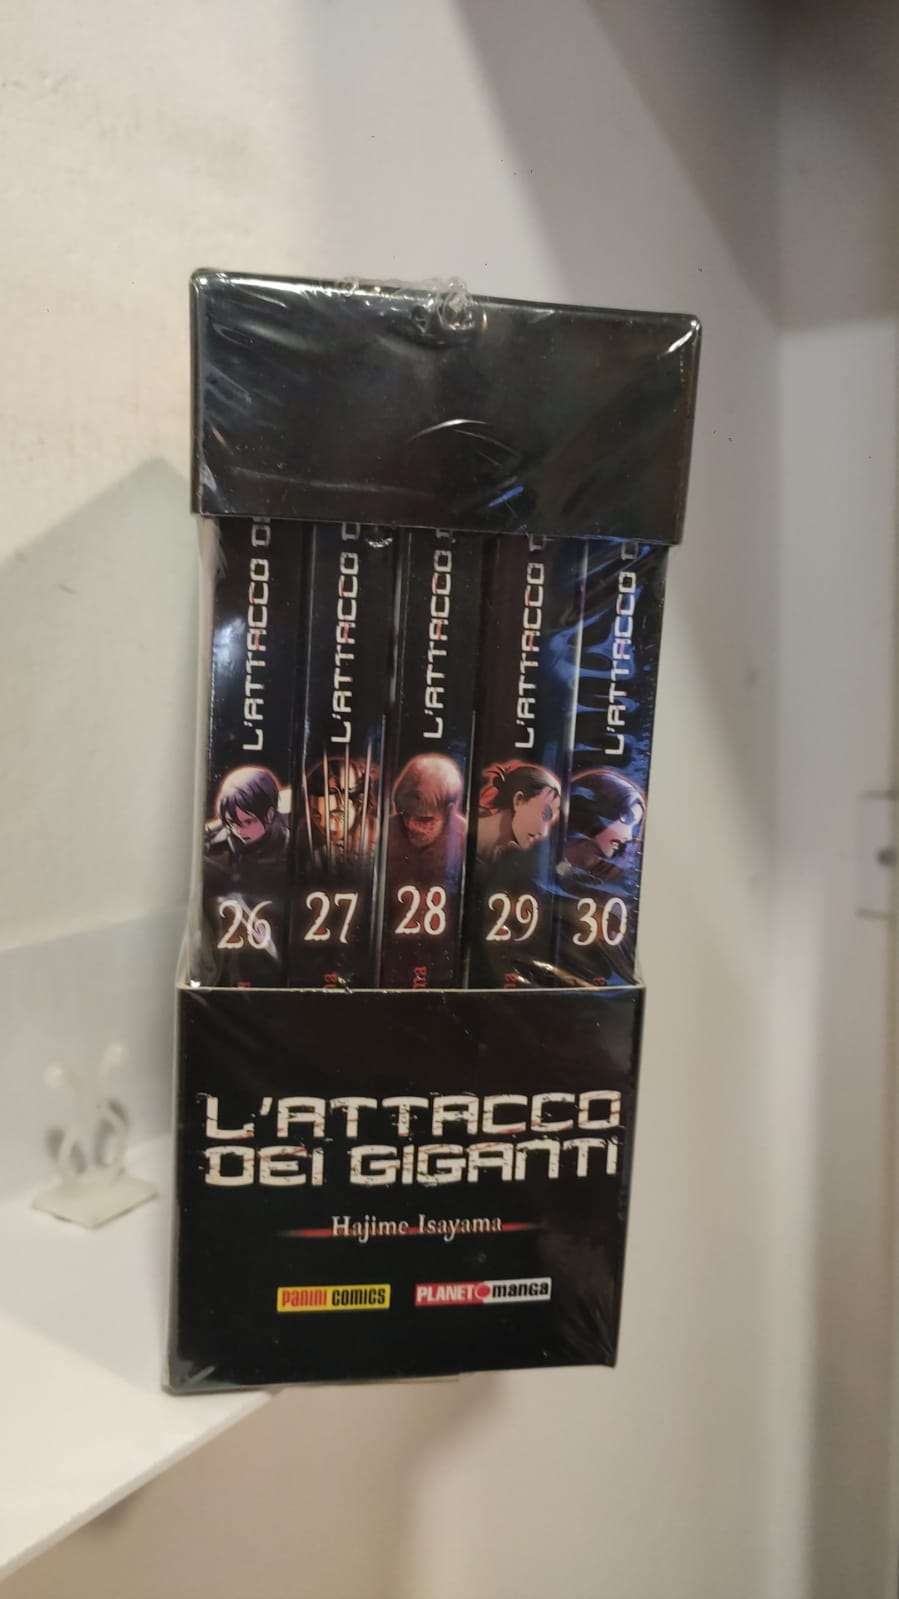 L'ATTACCO
L'ATTACCO
L'ATTACCO
L'ATTACCO
L'ATTACCO
26
27
28
29
30
L'ATTACCO
DEI GIGANTI
Hajime Isayama
PANINI COMICS
PLANET manga